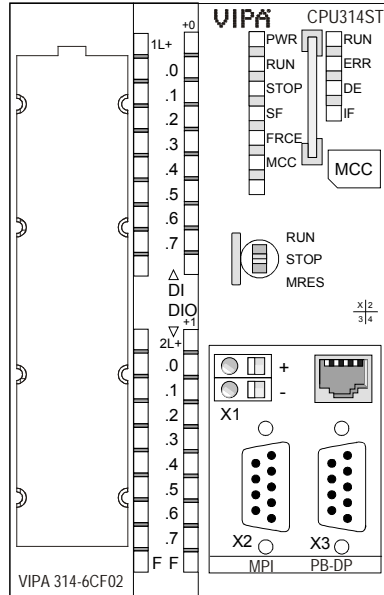 VIPA CPU314ST
+0
1L+
.0
.1
.2
.3
.4
.5
.6
.7
DI
DIO
+1
2L+
.0
.1
.2
.3
.4
.5
.6
.7
F F
PWR
RUN
STOP
SF
FRCE
MCC
RUN
ERR
DE
IF
MCC
RUN
STOP
MRES
X 2
3 4
+
-
X1
X2 X3
MPI PB-DP
VIPA 314-6CF02